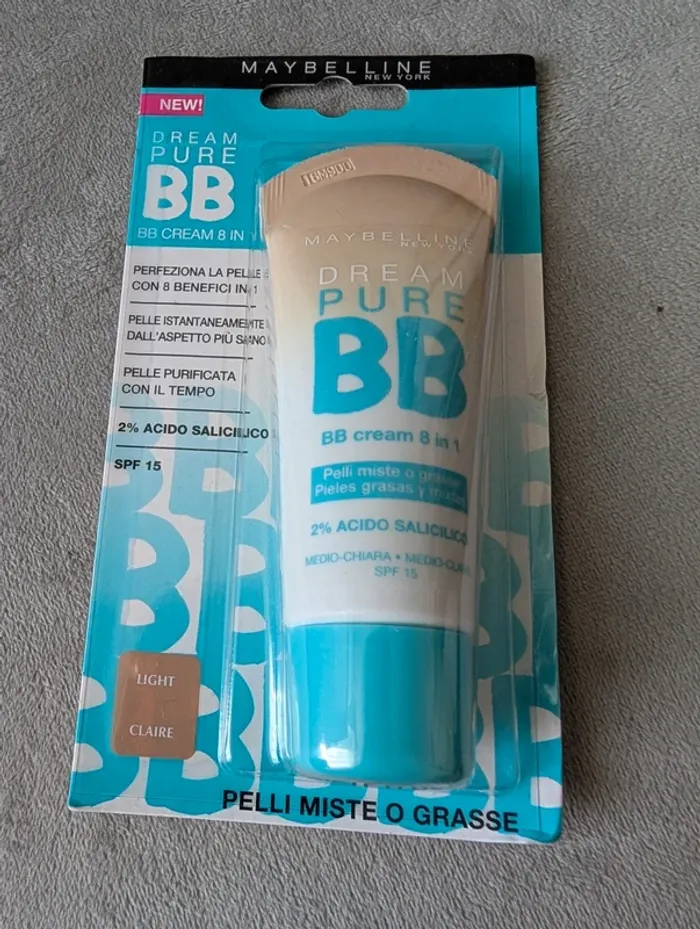 MAYBELLINE
NEW YORK
NEW!
DREAM
PURE
BB
BB CREAM 8 IN
PERFEZIONA LA PELLE
CON 8 BENEFICI IN 1
PELLE ISTANTANEAMENTE
DALL'ASPETTO PIÙ SANO
PELLE PURIFICATA
CON IL TEMPO
2% ACIDO SALICILICO
SPF 15
LIGHT
CLAIRE
MAYBELLINE
NEW YORK
DREAM
PURE
BB
BB cream 8 in 1
Pelli miste o grasse
Pieles grasas y mixtas
2% ACIDO SALICILICO
MEDIO-CHIARA • MEDIO-CLARA
SPF 15
PELLI MISTE O GRASSE